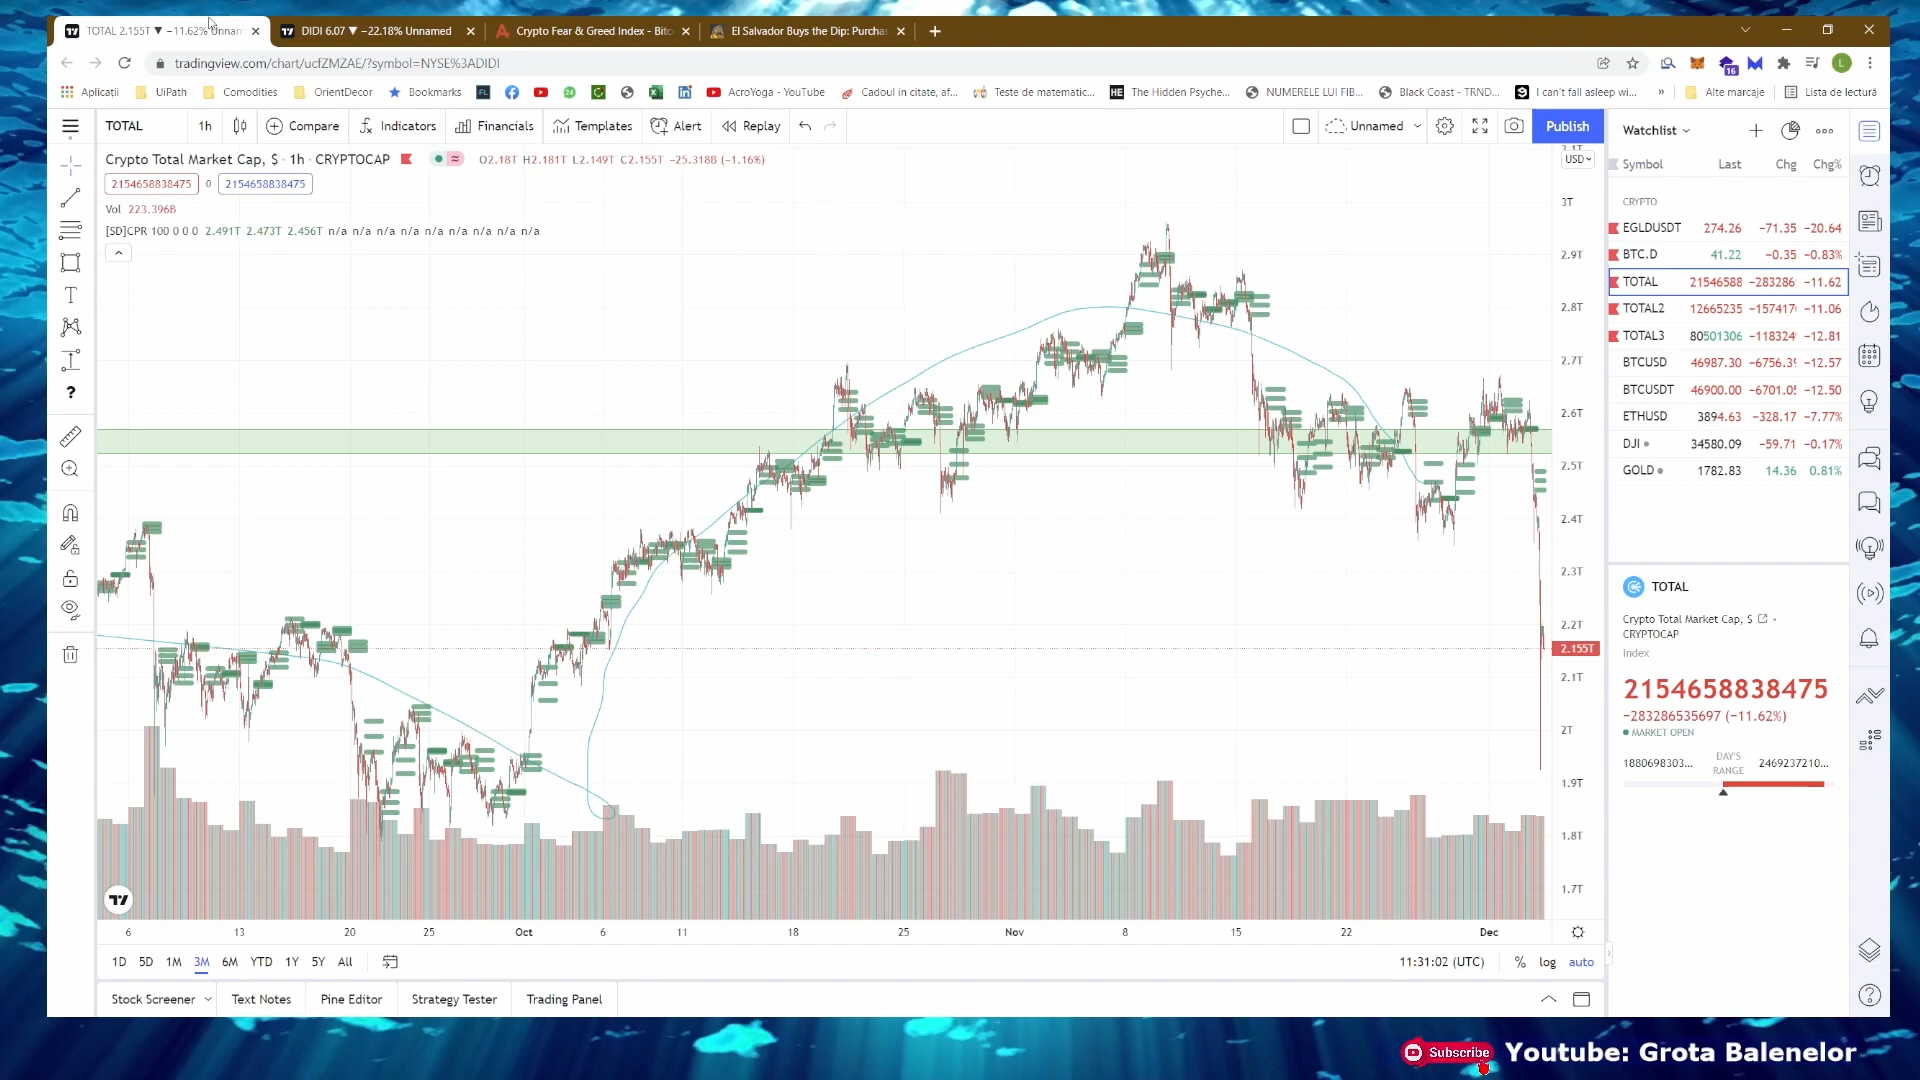 TOTAL 2.155T ▼ −11.62% Unnam
DIDI 6.07 ▼ −22.18% Unnamed
Crypto Fear & Greed Index - Bitc
El Salvador Buys the Dip: Purcha
tradingview.com/chart/ucfZMZAE/?symbol=NYSE%3ADIDI
16
L
Aplicații
UiPath
Comodities
OrientDecor
Bookmarks
AcroYoga - YouTube
Cadoul in citate, af...
Teste de matematic...
The Hidden Psyche...
NUMERELE LUI FIB...
Black Coast - TRND...
I can't fall asleep wi...
»
Alte marcaje
Lista de lectură
TOTAL
1h
Compare
Indicators
Financials
Templates
Alert
Replay
Unnamed
Publish
Crypto Total Market Cap, $ · 1h · CRYPTOCAP
O2.18T H2.181T L2.149T C2.155T −25.318B (−1.16%)
2154658838475 0 2154658838475
Vol 223.396B
[SD]CPR 100 0 0 0 2.491T 2.473T 2.456T n/a n/a n/a n/a n/a n/a n/a n/a n/a
USD
3.1T
3T
2.9T
2.8T
2.7T
2.6T
2.5T
2.4T
2.3T
2.2T
2.155T
2.1T
2T
1.9T
1.8T
1.7T
6 13 20 25 Oct 6 11 18 25 Nov 8 15 22 Dec
1D 5D 1M 3M 6M YTD 1Y 5Y All
11:31:02 (UTC) % log auto
Stock Screener Text Notes Pine Editor Strategy Tester Trading Panel
Watchlist
Symbol Last Chg Chg%
CRYPTO
EGLDUSDT 274.26 −71.35 −20.64
BTC.D 41.22 −0.35 −0.83%
TOTAL 21546588 −283286 −11.62
TOTAL2 12665235 −157417 −11.06
TOTAL3 80501306 −118324 −12.81
BTCUSD 46987.30 −6756.39 −12.57
BTCUSDT 46900.00 −6701.05 −12.50
ETHUSD 3894.63 −328.17 −7.77%
DJI 34580.09 −59.71 −0.17%
GOLD 1782.83 14.36 0.81%
TOTAL
Crypto Total Market Cap, $ ·
CRYPTOCAP
Index
2154658838475
−283286535697 (−11.62%)
MARKET OPEN
1880698303... DAY'S RANGE 2469237210...
Subscribe
Youtube: Grota Balenelor